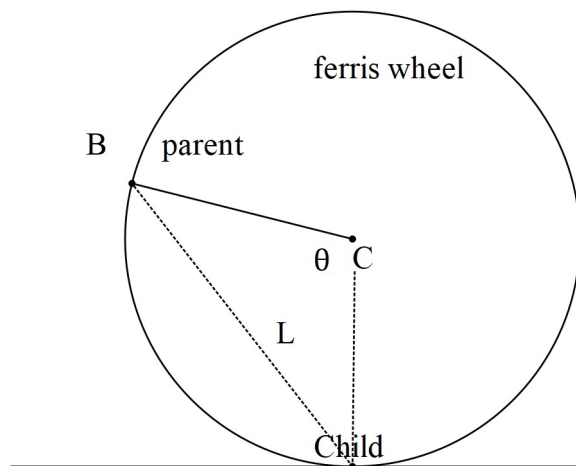 ferris wheel
B parent
θ C
L
Child